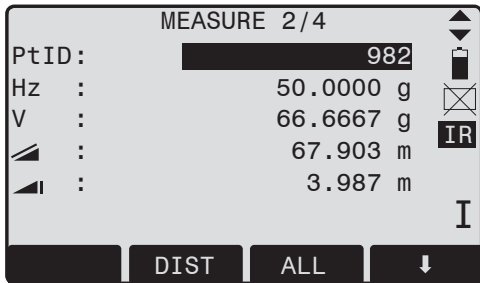 MEASURE 2/4
PtID: 982
Hz : 50.0000 g
V : 66.6667 g
IR
: 67.903 m
: 3.987 m
I
DIST ALL ⬇